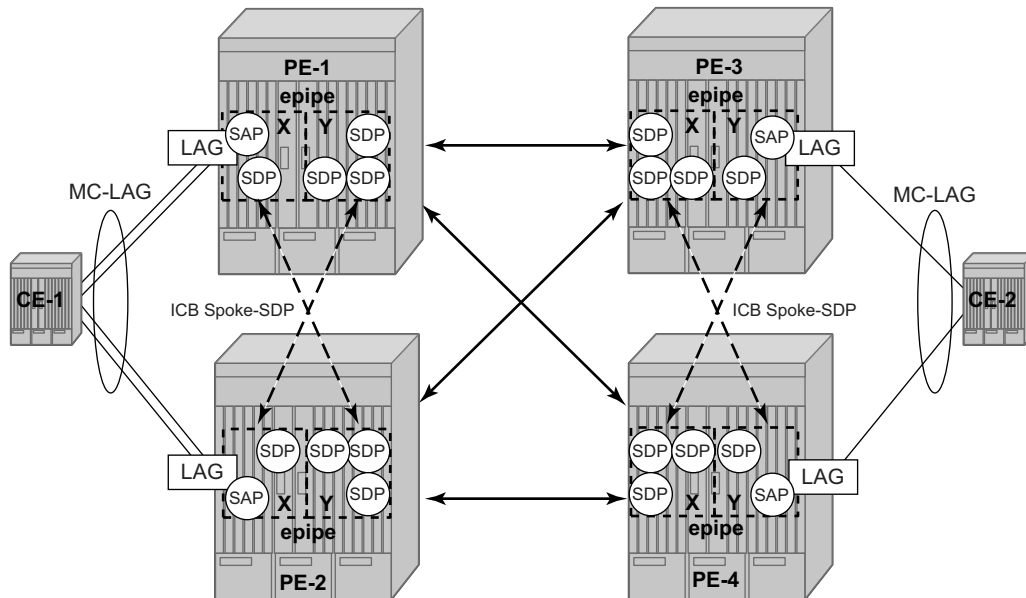 PE-1
epipe
SAP
X
Y
SDP
SDP
SDP
SDP
LAG
MC-LAG
CE-1
PE-3
epipe
SDP
X
Y
SAP
SDP
SDP
SDP
LAG
MC-LAG
CE-2
ICB Spoke-SDP
ICB Spoke-SDP
LAG
SDP
SDP
SDP
SAP
X
Y
SDP
epipe
PE-2
SDP
SDP
SDP
SDP
X
Y
SAP
LAG
epipe
PE-4